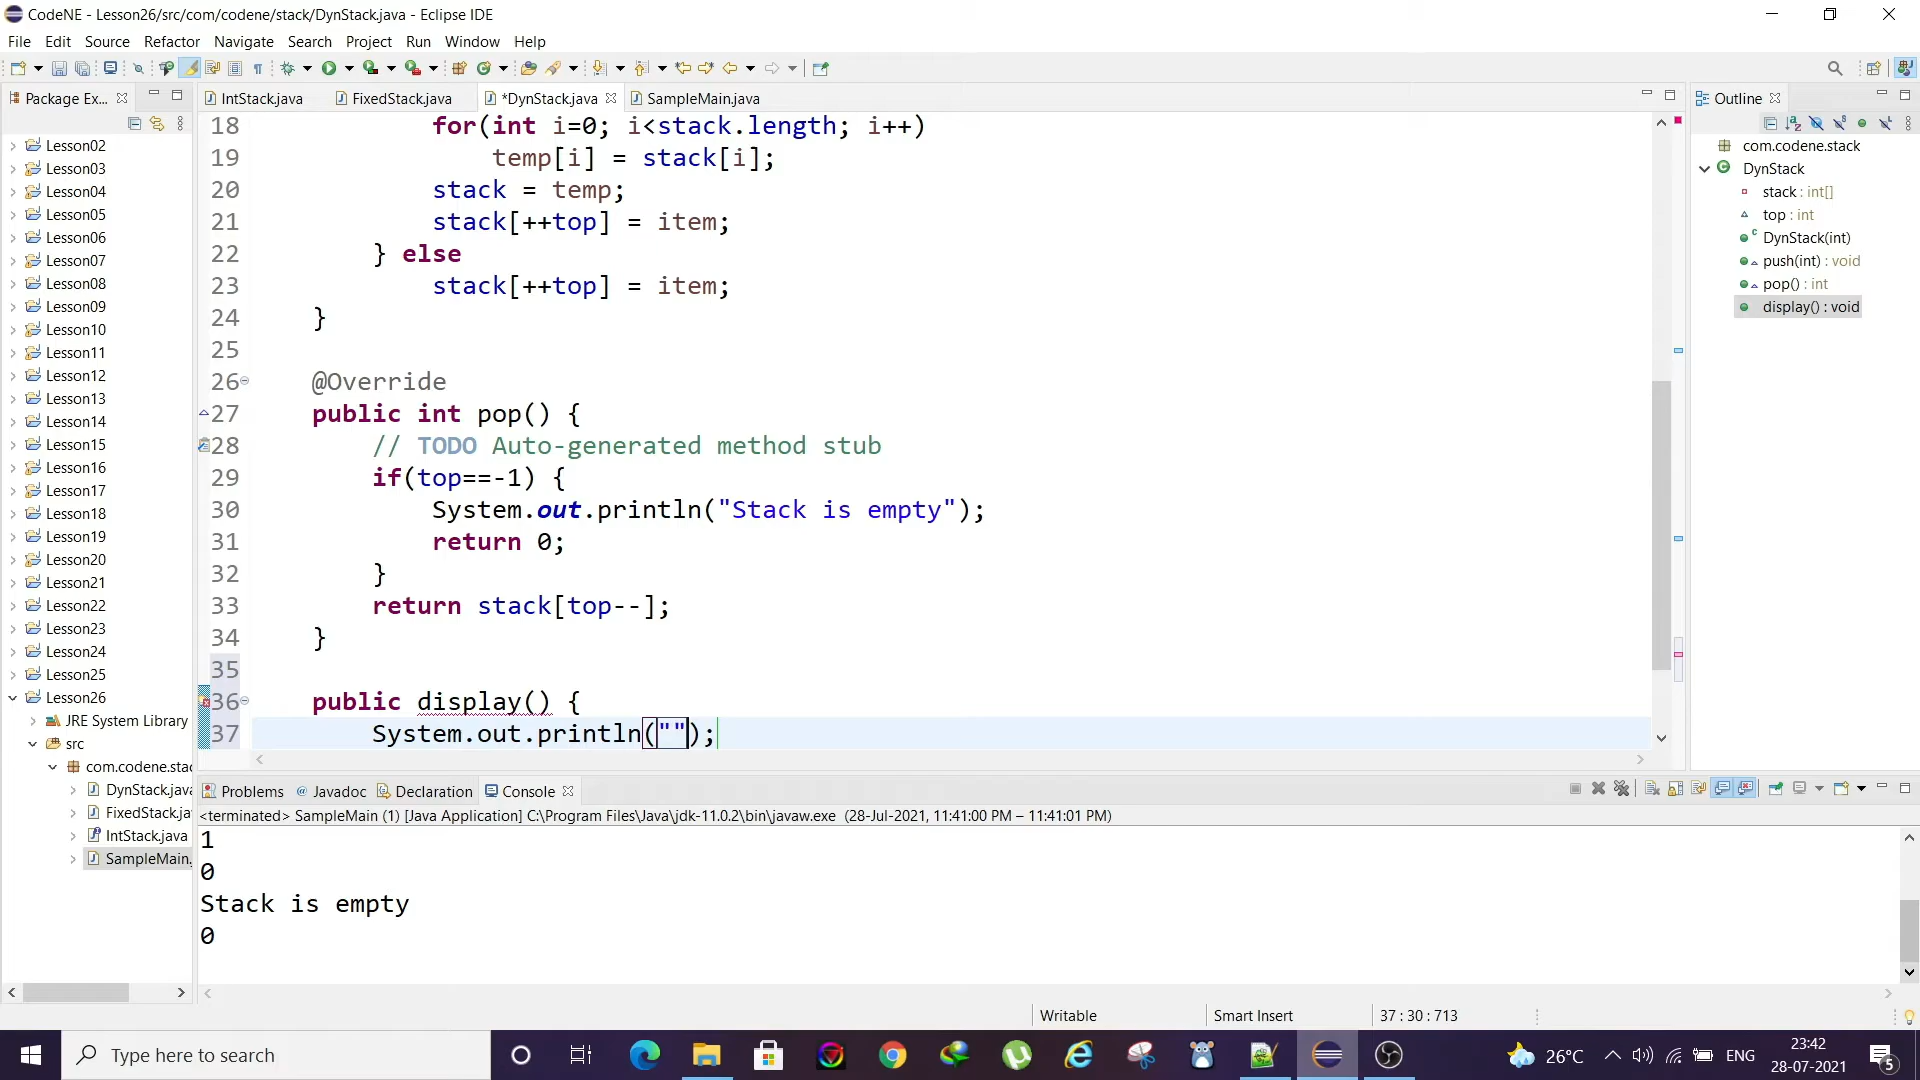 CodeNE - Lesson26/src/com/codene/stack/DynStack.java - Eclipse IDE
File Edit Source Refactor Navigate Search Project Run Window Help
Package Ex...
IntStack.java FixedStack.java *DynStack.java SampleMain.java
Outline
Lesson02
Lesson03
Lesson04
Lesson05
Lesson06
Lesson07
Lesson08
Lesson09
Lesson10
Lesson11
Lesson12
Lesson13
Lesson14
Lesson15
Lesson16
Lesson17
Lesson18
Lesson19
Lesson20
Lesson21
Lesson22
Lesson23
Lesson24
Lesson25
Lesson26
JRE System Library
src
com.codene.stac
DynStack.java
FixedStack.ja
IntStack.java
SampleMain.
18 for(int i=0; i<stack.length; i++)
19 temp[i] = stack[i];
20 stack = temp;
21 stack[++top] = item;
22 } else
23 stack[++top] = item;
24 }
25
26 @Override
27 public int pop() {
28 // TODO Auto-generated method stub
29 if(top==-1) {
30 System.out.println("Stack is empty");
31 return 0;
32 }
33 return stack[top--];
34 }
35
36 public display() {
37 System.out.println("");
com.codene.stack
DynStack
stack : int[]
top : int
DynStack(int)
push(int) : void
pop() : int
display() : void
Problems Javadoc Declaration Console
<terminated> SampleMain (1) [Java Application] C:\Program Files\Java\jdk-11.0.2\bin\javaw.exe (28-Jul-2021, 11:41:00 PM – 11:41:01 PM)
1
0
Stack is empty
0
Writable Smart Insert 37 : 30 : 713
Type here to search
26°C ENG 23:42
28-07-2021
5